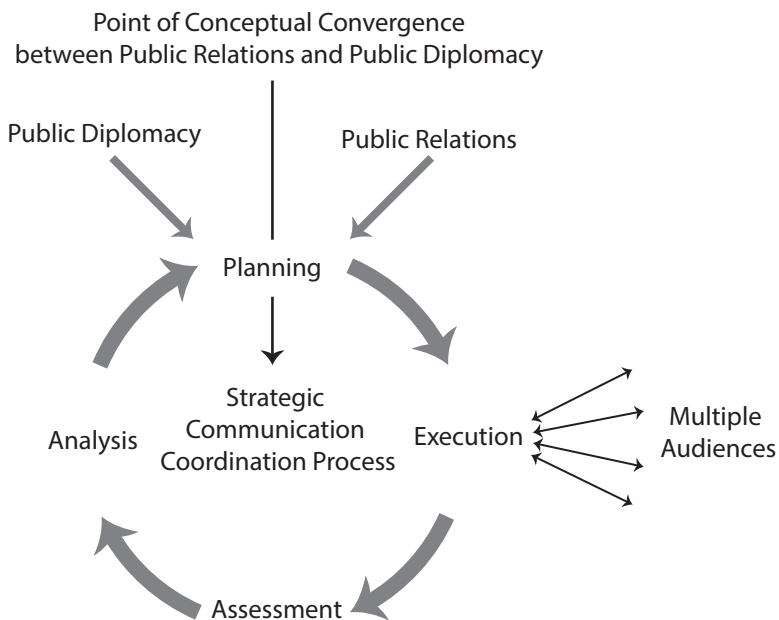 Point of Conceptual Convergence
between Public Relations and Public Diplomacy
Public Diplomacy
Public Relations
Planning
Strategic
Communication
Coordination Process
Analysis
Execution
Multiple
Audiences
Assessment